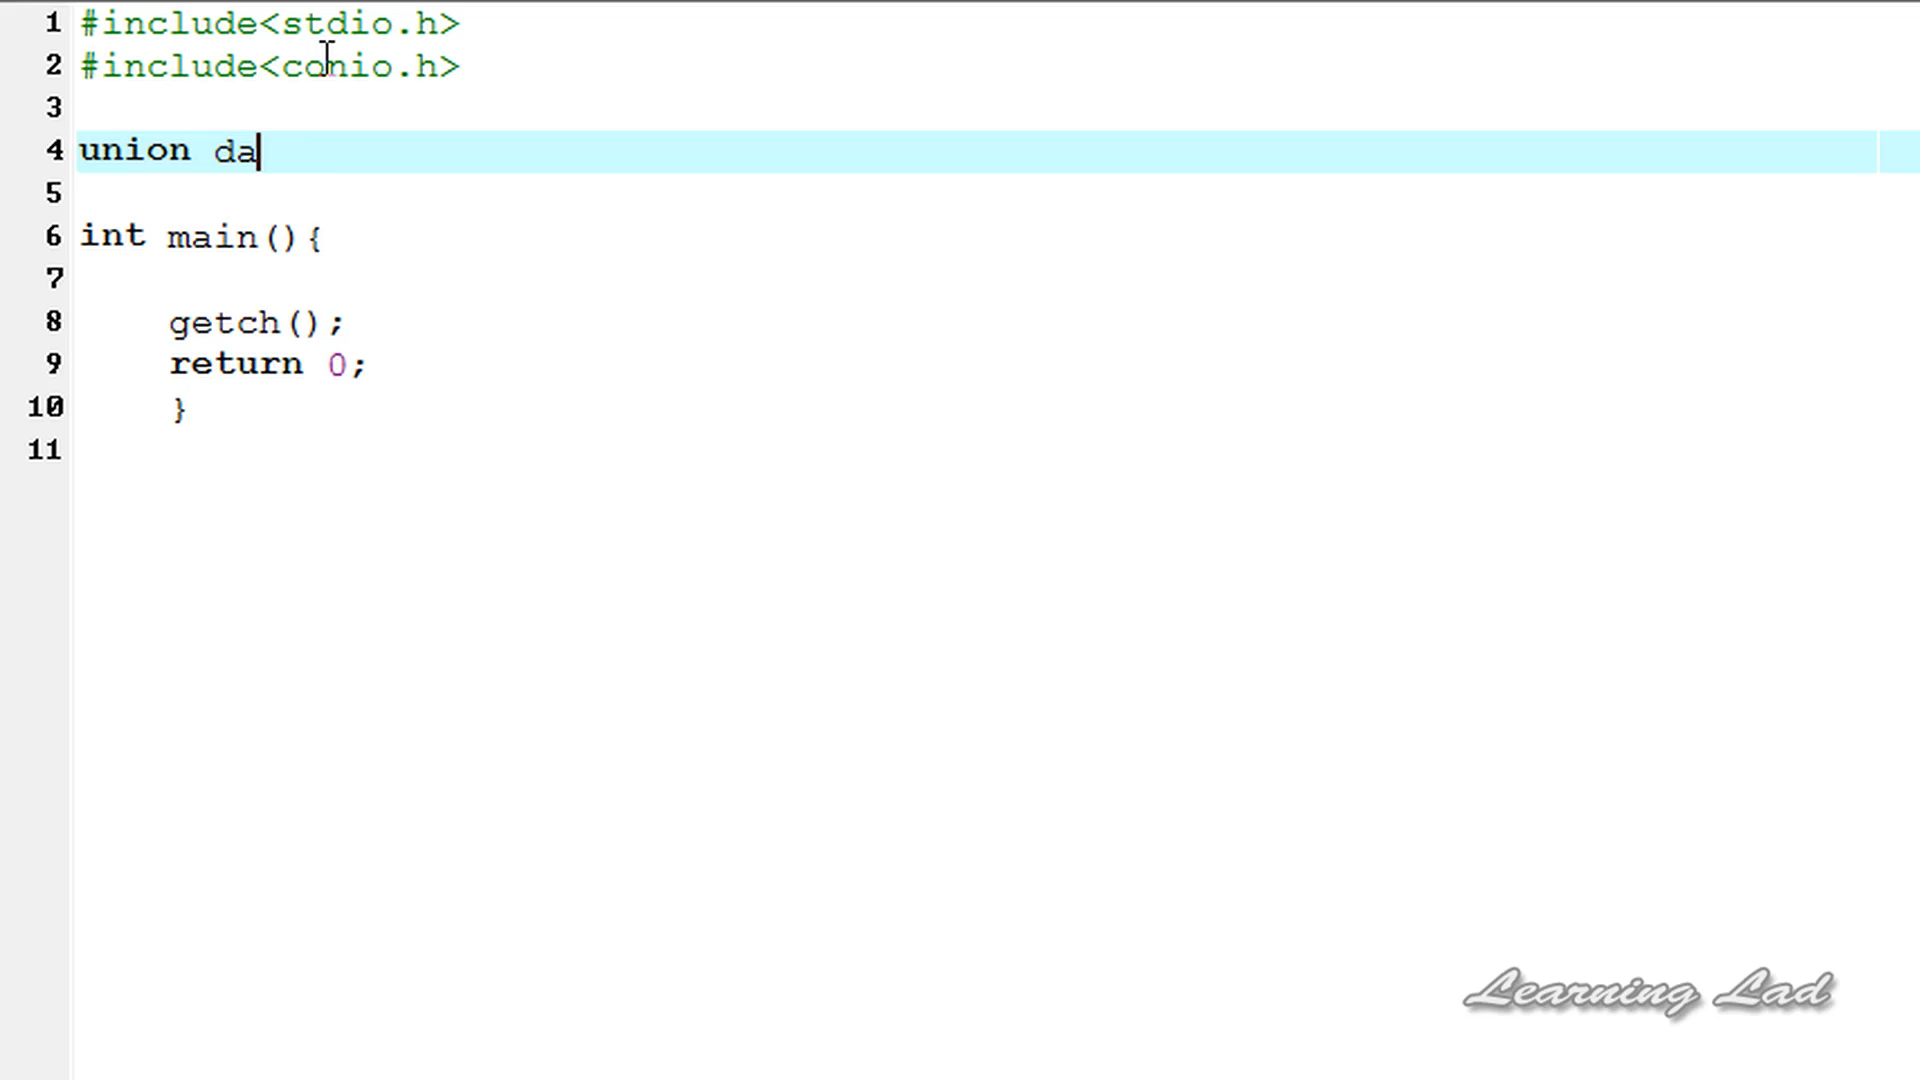 1 #include<stdio.h>
2 #include<conio.h>
3
4 union da
5
6 int main(){
7
8 getch();
9 return 0;
10 }
11
Learning Lad